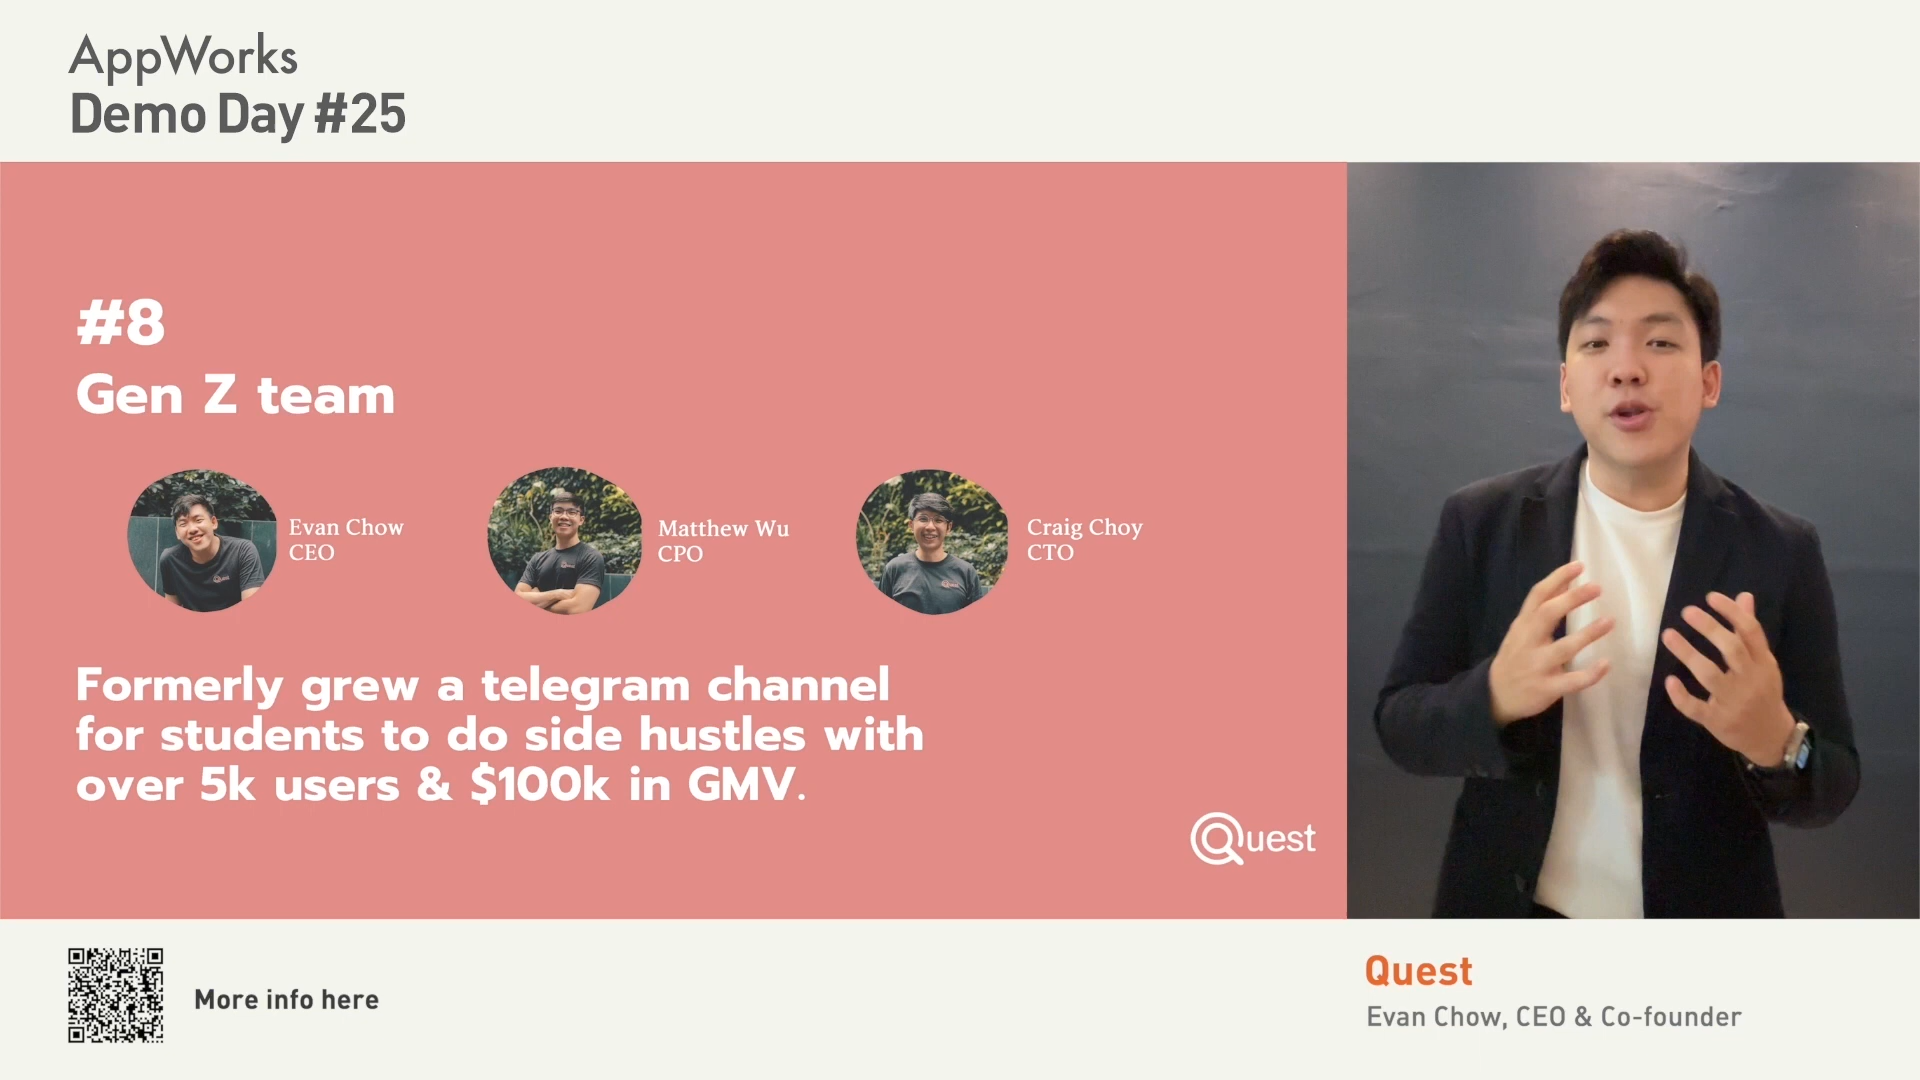 AppWorks
Demo Day #25
#8
Gen Z team
Evan Chow
CEO
Matthew Wu
CPO
Craig Choy
CTO
Formerly grew a telegram channel
for students to do side hustles with
over 5k users & $100k in GMV.
Quest
More info here
Quest
Evan Chow, CEO & Co-founder